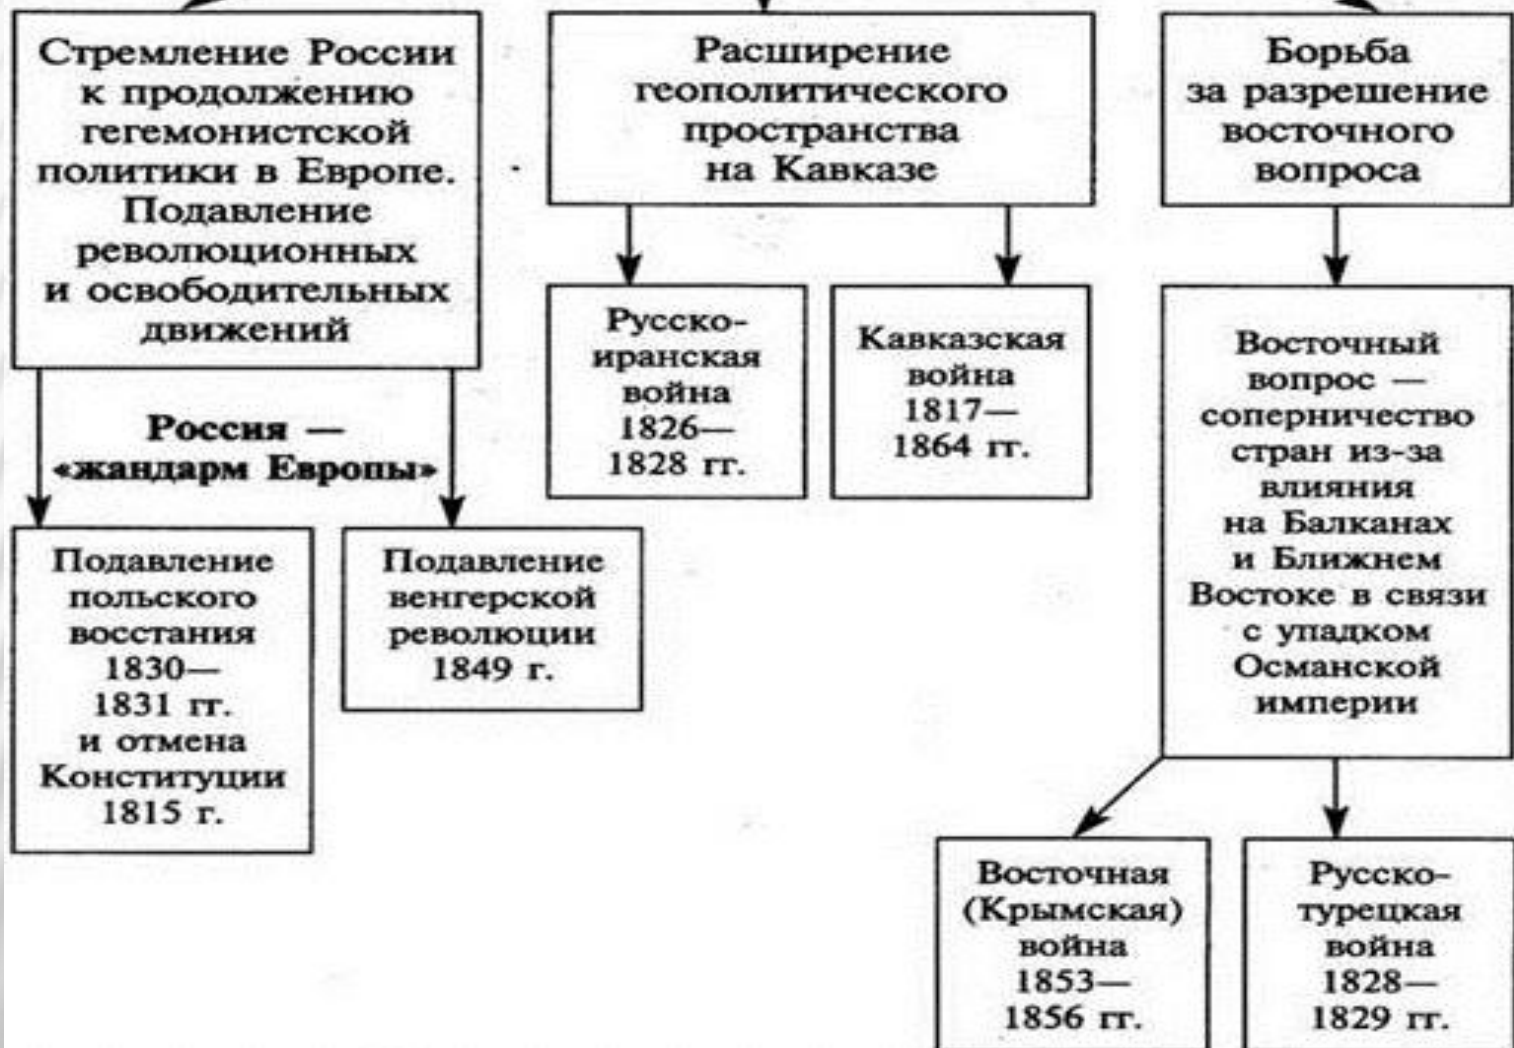 Стремление России
к продолжению
гегемонистской
политики в Европе.
Подавление
революционных
и освободительных
движений
Расширение
геополитического
пространства
на Кавказе
Борьба
за разрешение
восточного
вопроса
Россия —
«жандарм Европы»
Русско-
иранская
война
1826—
1828 гг.
Кавказская
война
1817—
1864 гг.
Восточный
вопрос —
соперничество
стран из-за
влияния
на Балканах
и Ближнем
Востоке в связи
с упадком
Османской
империи
Подавление
польского
восстания
1830—
1831 гг.
и отмена
Конституции
1815 г.
Подавление
венгерской
революции
1849 г.
Восточная
(Крымская)
война
1853—
1856 гг.
Русско-
турецкая
война
1828—
1829 гг.